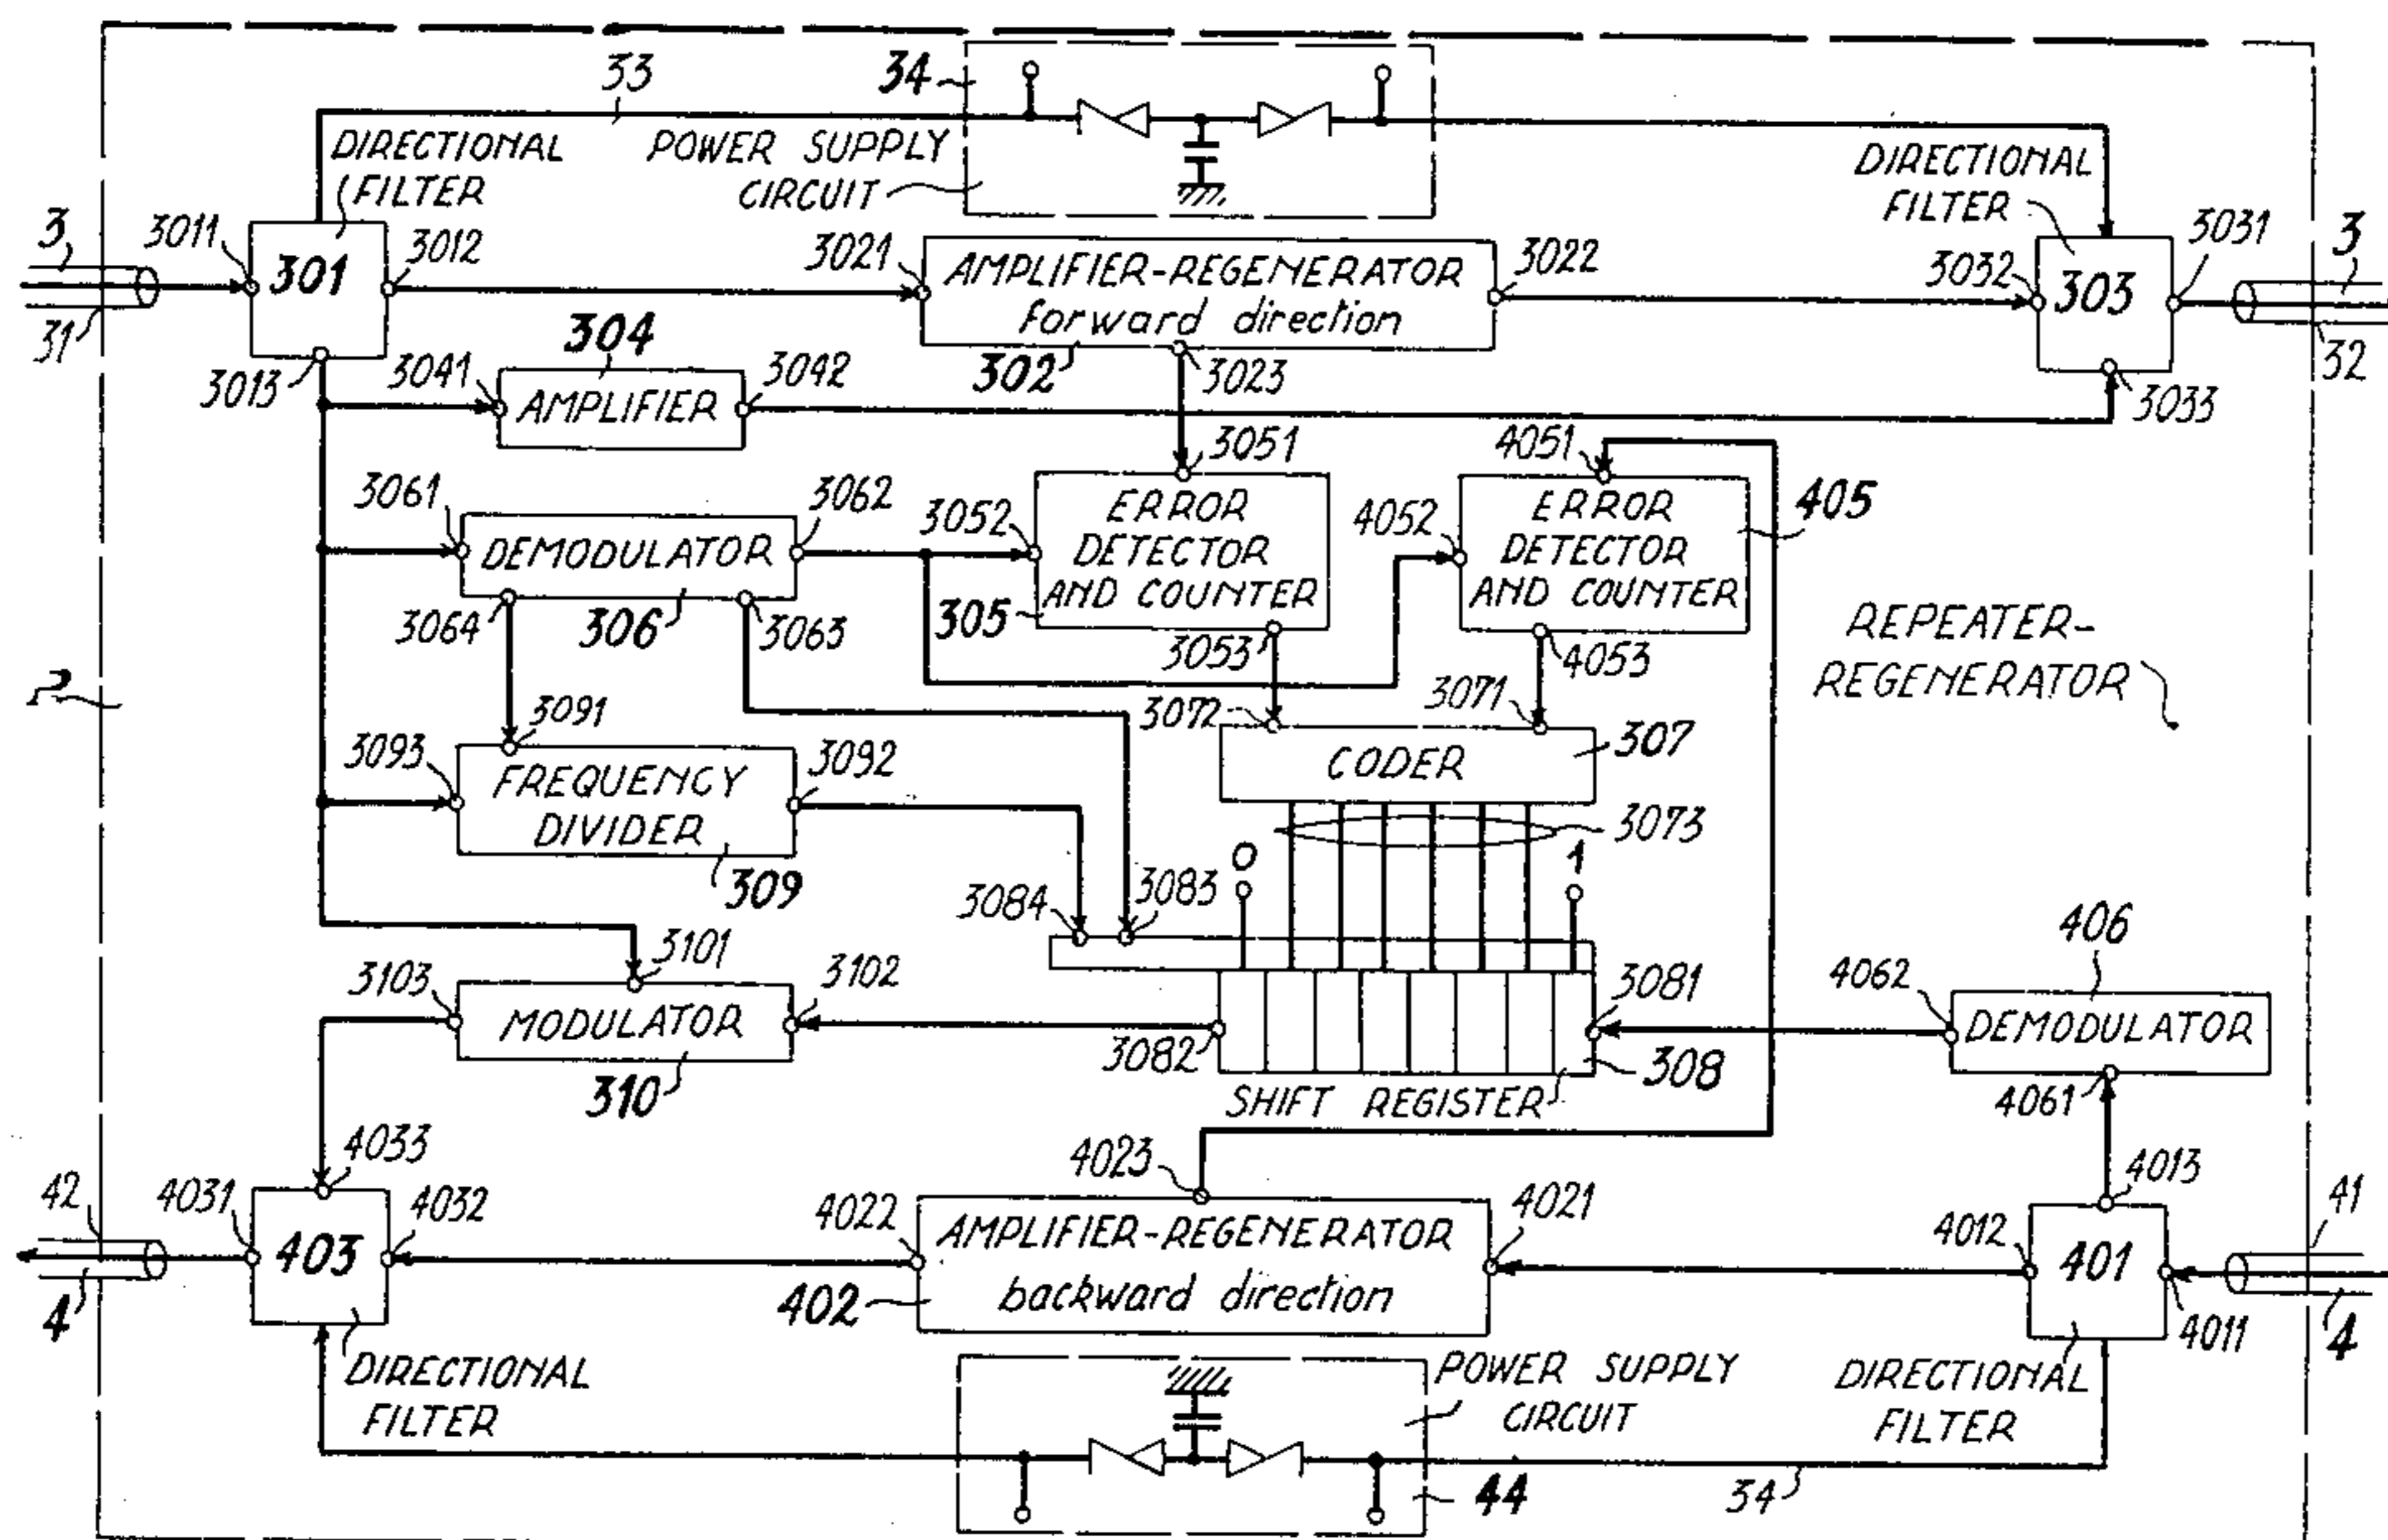 33
34
DIRECTIONAL
FILTER
POWER SUPPLY
CIRCUIT
DIRECTIONAL
FILTER
3
3011
301
3012
31
3013
3021
AMPLIFIER-REGENERATOR
forward direction
3022
302
3023
3032
303
3031
3
32
3033
304
3041
AMPLIFIER
3042
3051
4051
3061
DEMODULATOR
3062
3064
306
3063
3052
ERROR
DETECTOR
AND COUNTER
305
3053
4052
ERROR
DETECTOR
AND COUNTER
405
4053
REPEATER-
REGENERATOR
3091
3093
FREQUENCY
DIVIDER
3092
309
3072
3071
CODER
307
3073
0
1
3084
3083
3101
3103
MODULATOR
3102
310
3082
3081
308
SHIFT REGISTER
406
4062
DEMODULATOR
4061
4033
42
4031
403
4032
4
DIRECTIONAL
FILTER
4023
4022
AMPLIFIER-REGENERATOR
backward direction
4021
402
4013
4012
401
41
4011
4
DIRECTIONAL
FILTER
POWER SUPPLY
CIRCUIT
44
34